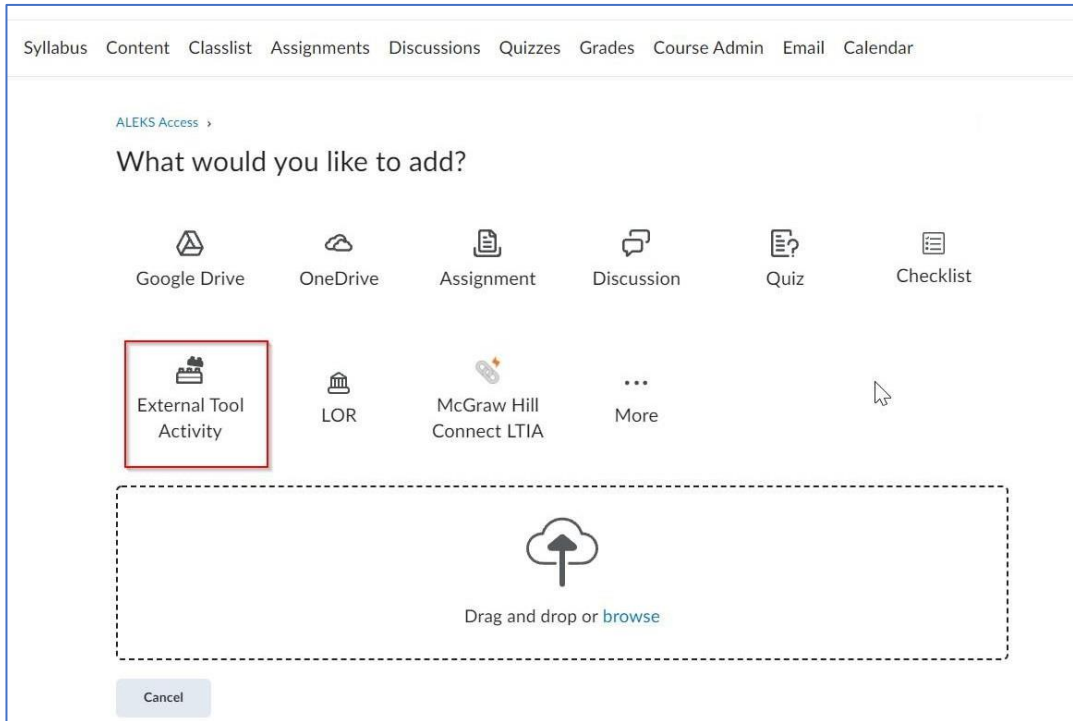 Syllabus Content Classlist Assignments Discussions Quizzes Grades Course Admin Email Calendar
ALEKS Access ›
What would you like to add?
Google Drive
OneDrive
Assignment
Discussion
Quiz
Checklist
External Tool
Activity
LOR
McGraw Hill
Connect LTIA
More
Drag and drop or browse
Cancel